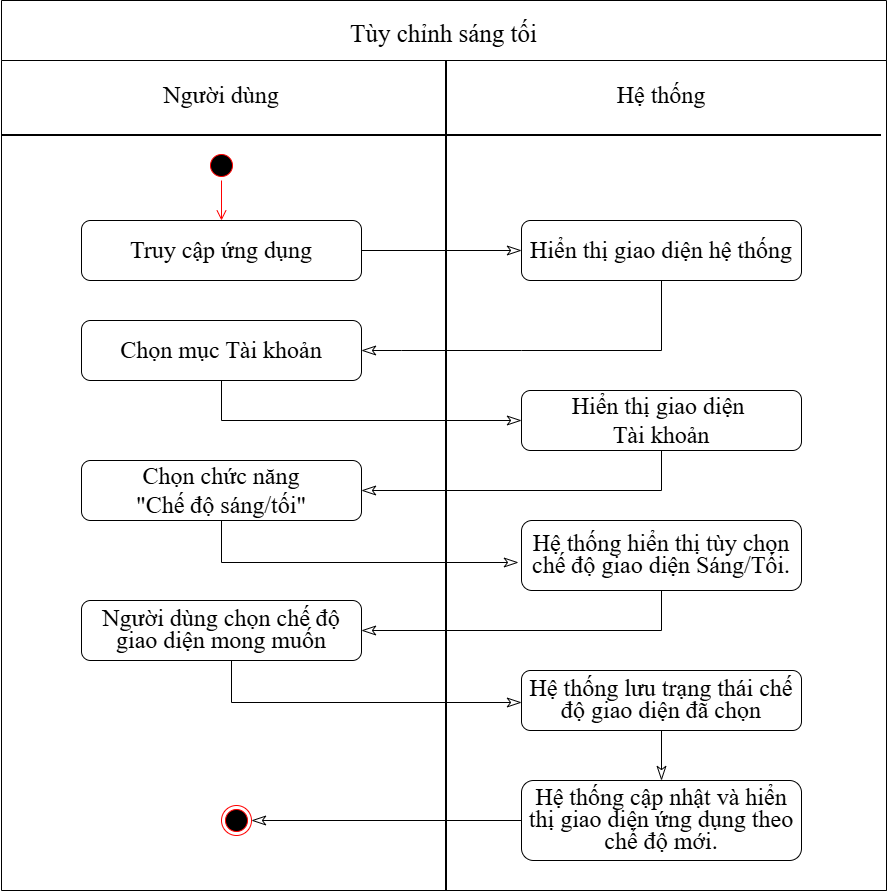 Tùy chỉnh sáng tối
Người dùng
Hệ thống
Truy cập ứng dụng
Hiển thị giao diện hệ thống
Chọn mục Tài khoản
Hiển thị giao diện
Tài khoản
Chọn chức năng
"Chế độ sáng/tối"
Hệ thống hiển thị tùy chọn
chế độ giao diện Sáng/Tối.
Người dùng chọn chế độ
giao diện mong muốn
Hệ thống lưu trạng thái chế
độ giao diện đã chọn
Hệ thống cập nhật và hiển
thị giao diện ứng dụng theo
chế độ mới.